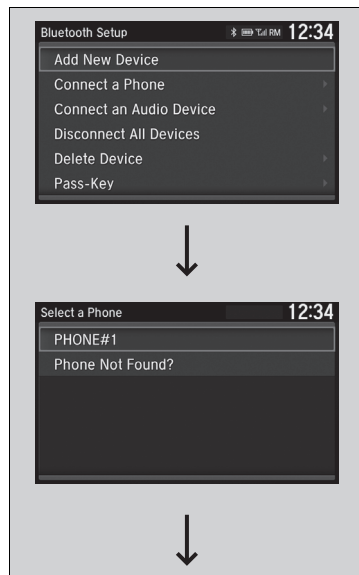 Bluetooth Setup RM 12:34
Add New Device
Connect a Phone
Connect an Audio Device
Disconnect All Devices
Delete Device
Pass-Key
Select a Phone 12:34
PHONE#1
Phone Not Found?